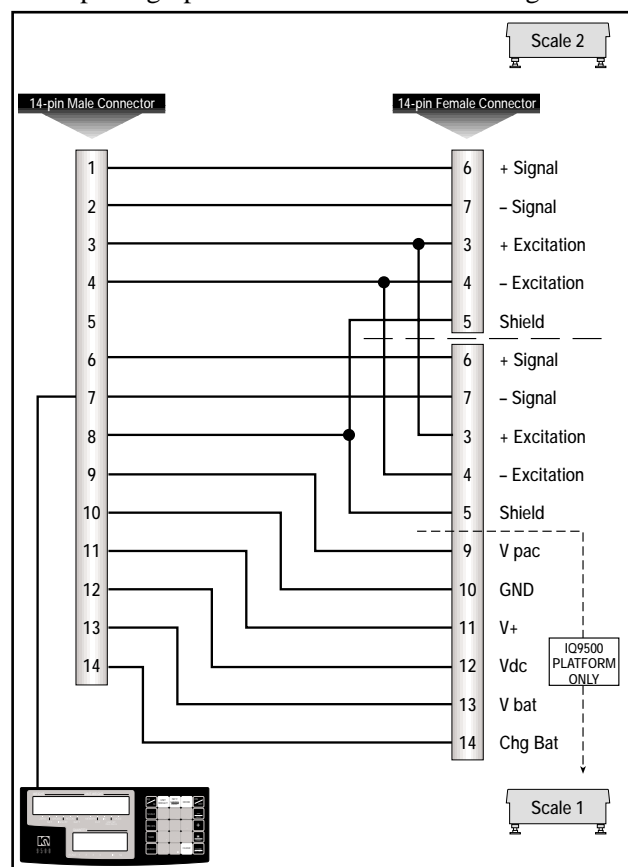 Scale 2
14-pin Male Connector
14-pin Female Connector
1 6 + Signal
2 7 – Signal
3 3 + Excitation
4 4 – Excitation
5 5 Shield
6 6 + Signal
7 7 – Signal
8 3 + Excitation
9 4 – Excitation
10 5 Shield
11 9 V pac
12 10 GND
13 11 V+
14 12 Vdc
13 V bat
14 Chg Bat
IQ9500
PLATFORM
ONLY
Scale 1